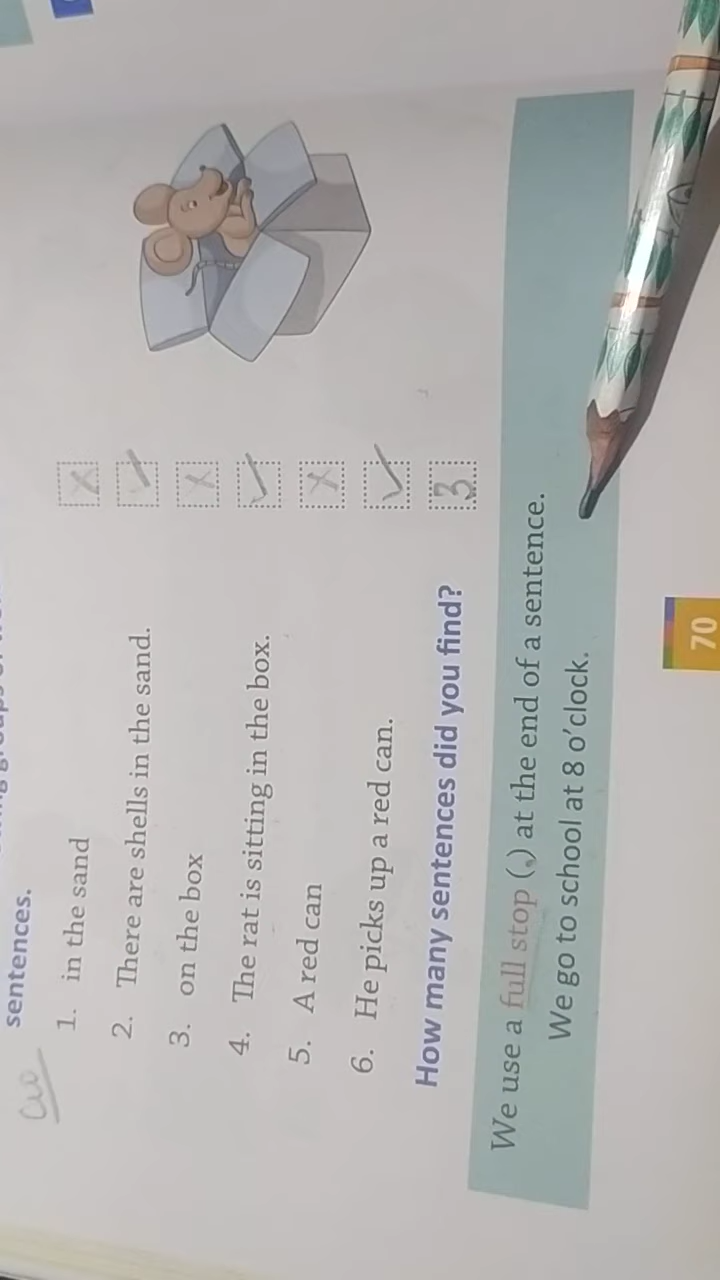 sentences.
CW
1. in the sand ✗
2. There are shells in the sand. ✓
3. on the box ✗
4. The rat is sitting in the box. ✓
5. A red can ✗
6. He picks up a red can. ✓
How many sentences did you find? 3
We use a full stop (.) at the end of a sentence.
We go to school at 8 o'clock.
70